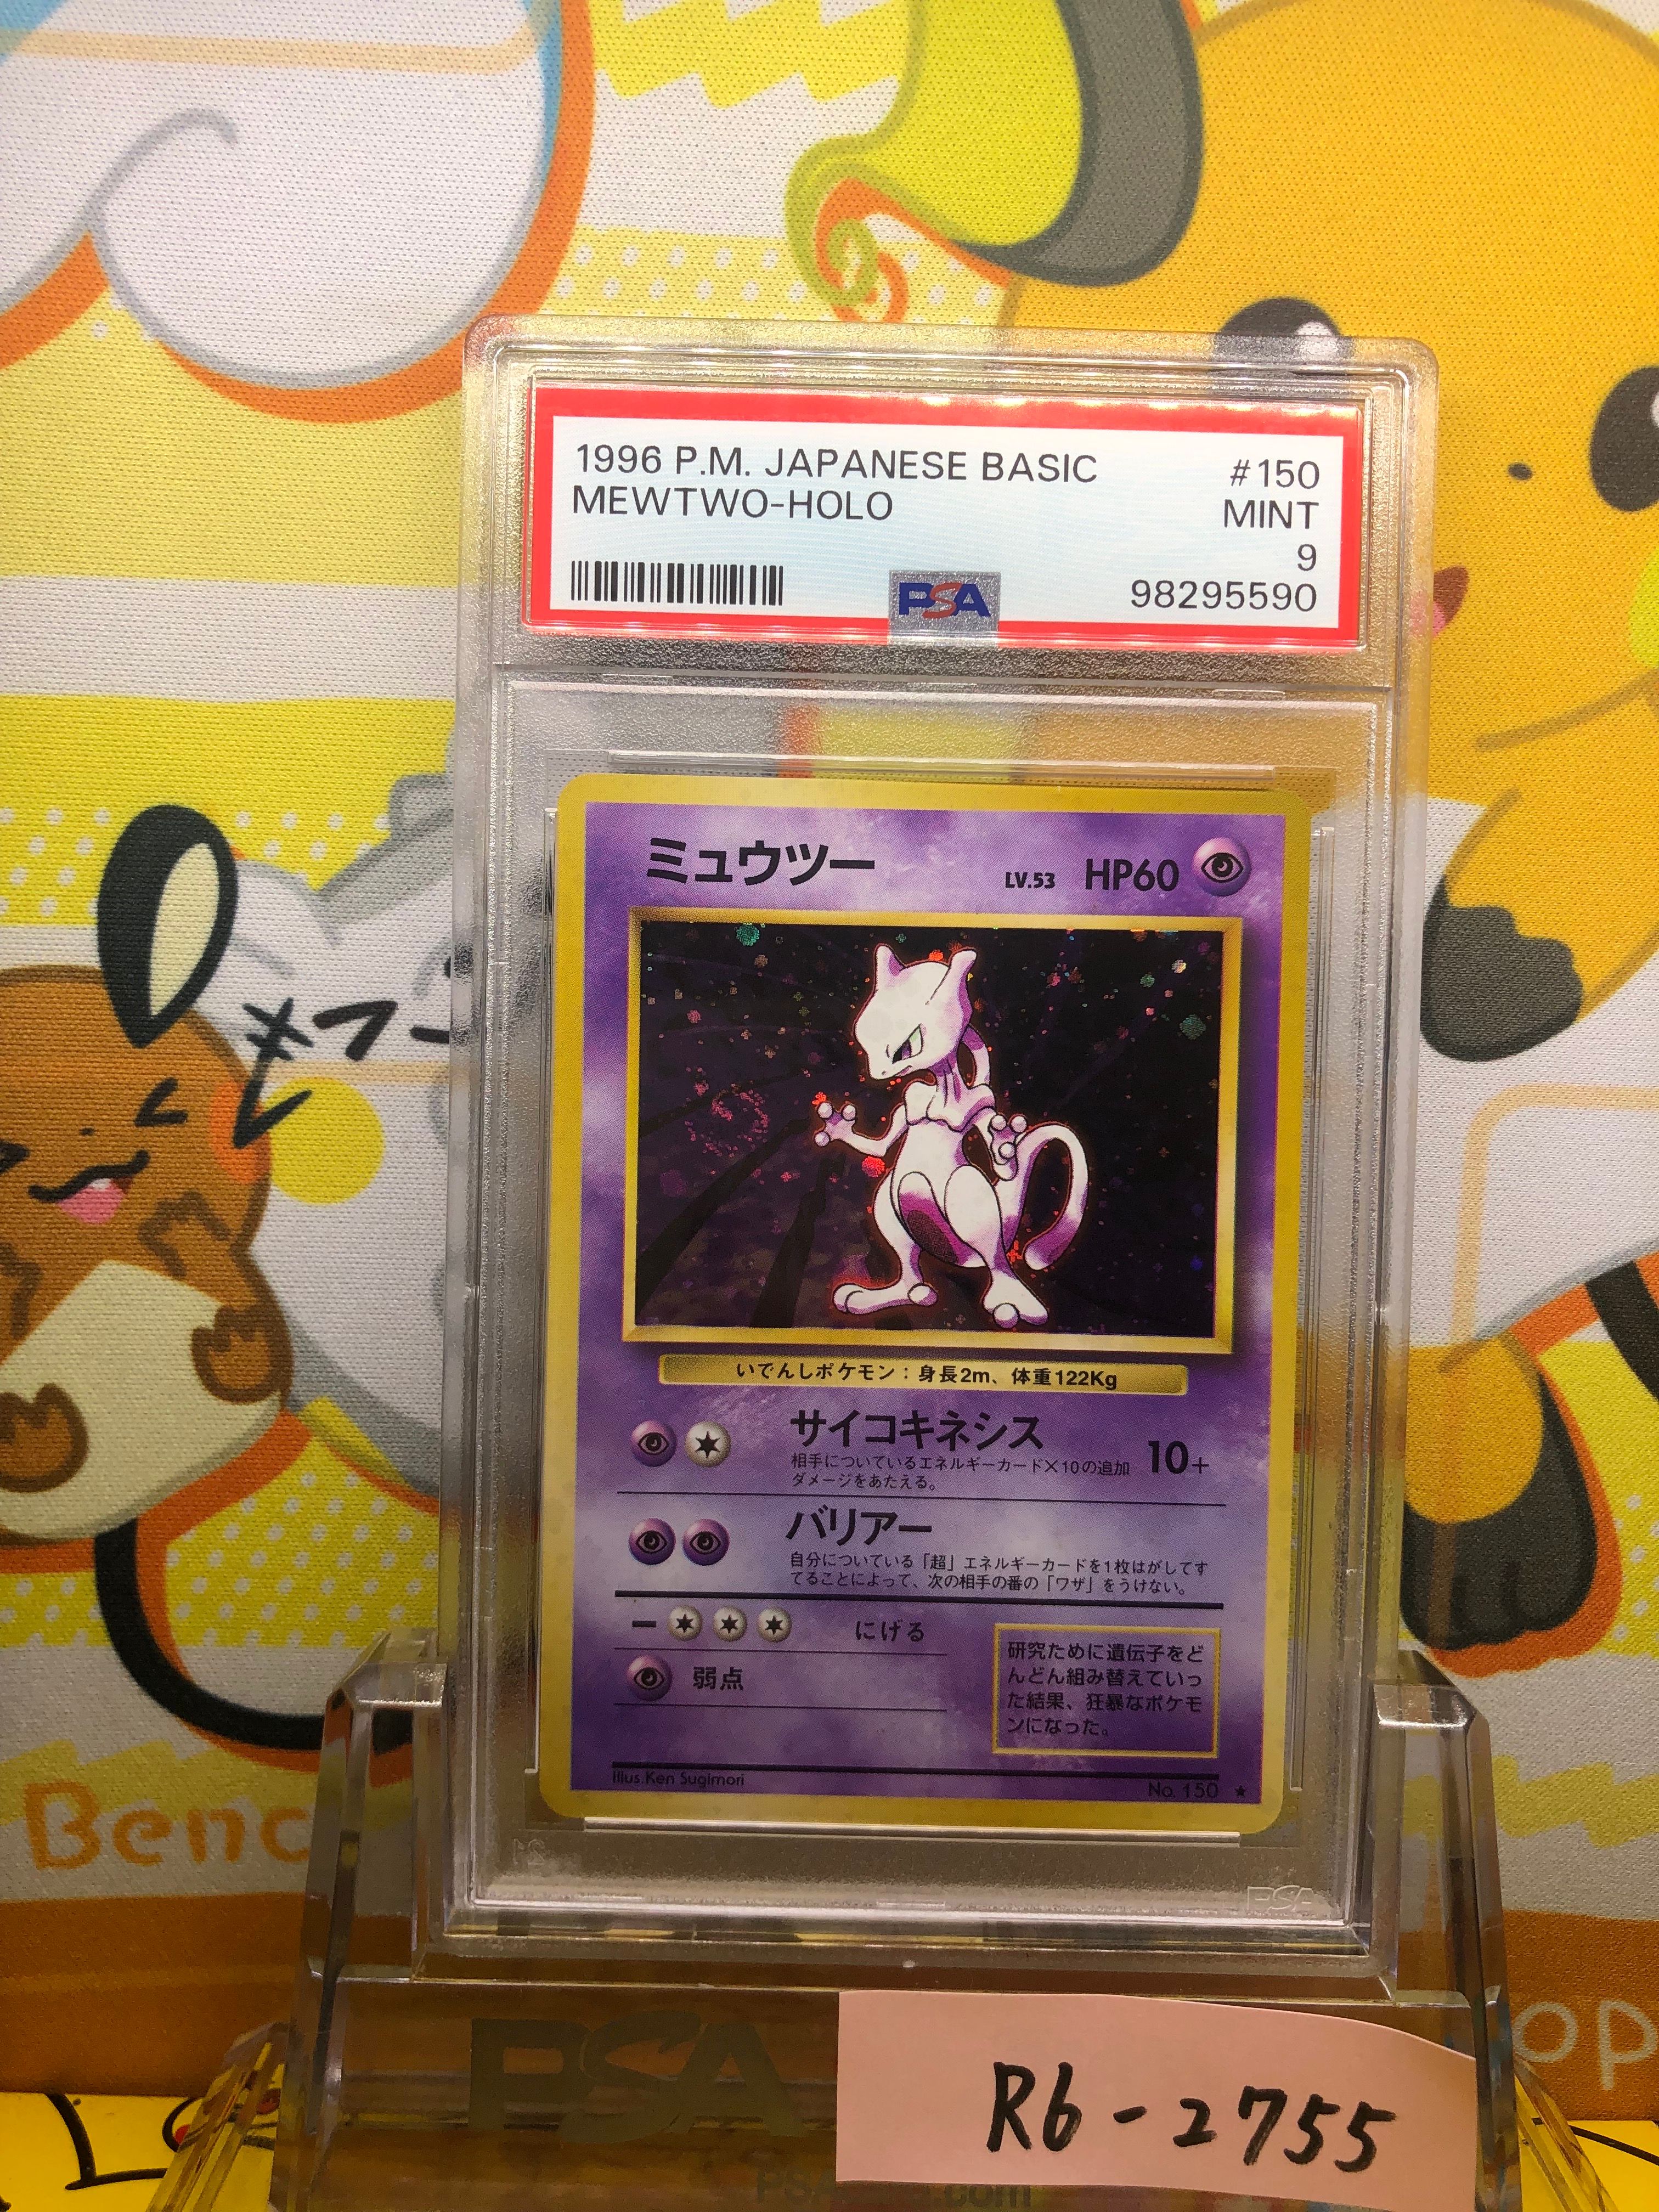 1996 P.M. JAPANESE BASIC #150
MEWTWO-HOLO MINT
9
PSA 98295590
ミュウツー LV.53 HP60
いでんしポケモン：身長2m、体重122Kg
サイコキネシス 10+
相手についているエネルギーカード×10の追加
ダメージをあたえる。
バリアー
自分についている「超」エネルギーカードを1枚はがしてす
てることによって、次の相手の番の「ワザ」をうけない。
ー にげる
弱点
研究ために遺伝子をど
んどん組み替えていっ
た結果、狂暴なポケモ
ンになった。
Illus. Ken Sugimori No. 150 ★
PSA
PSA
R6-2755